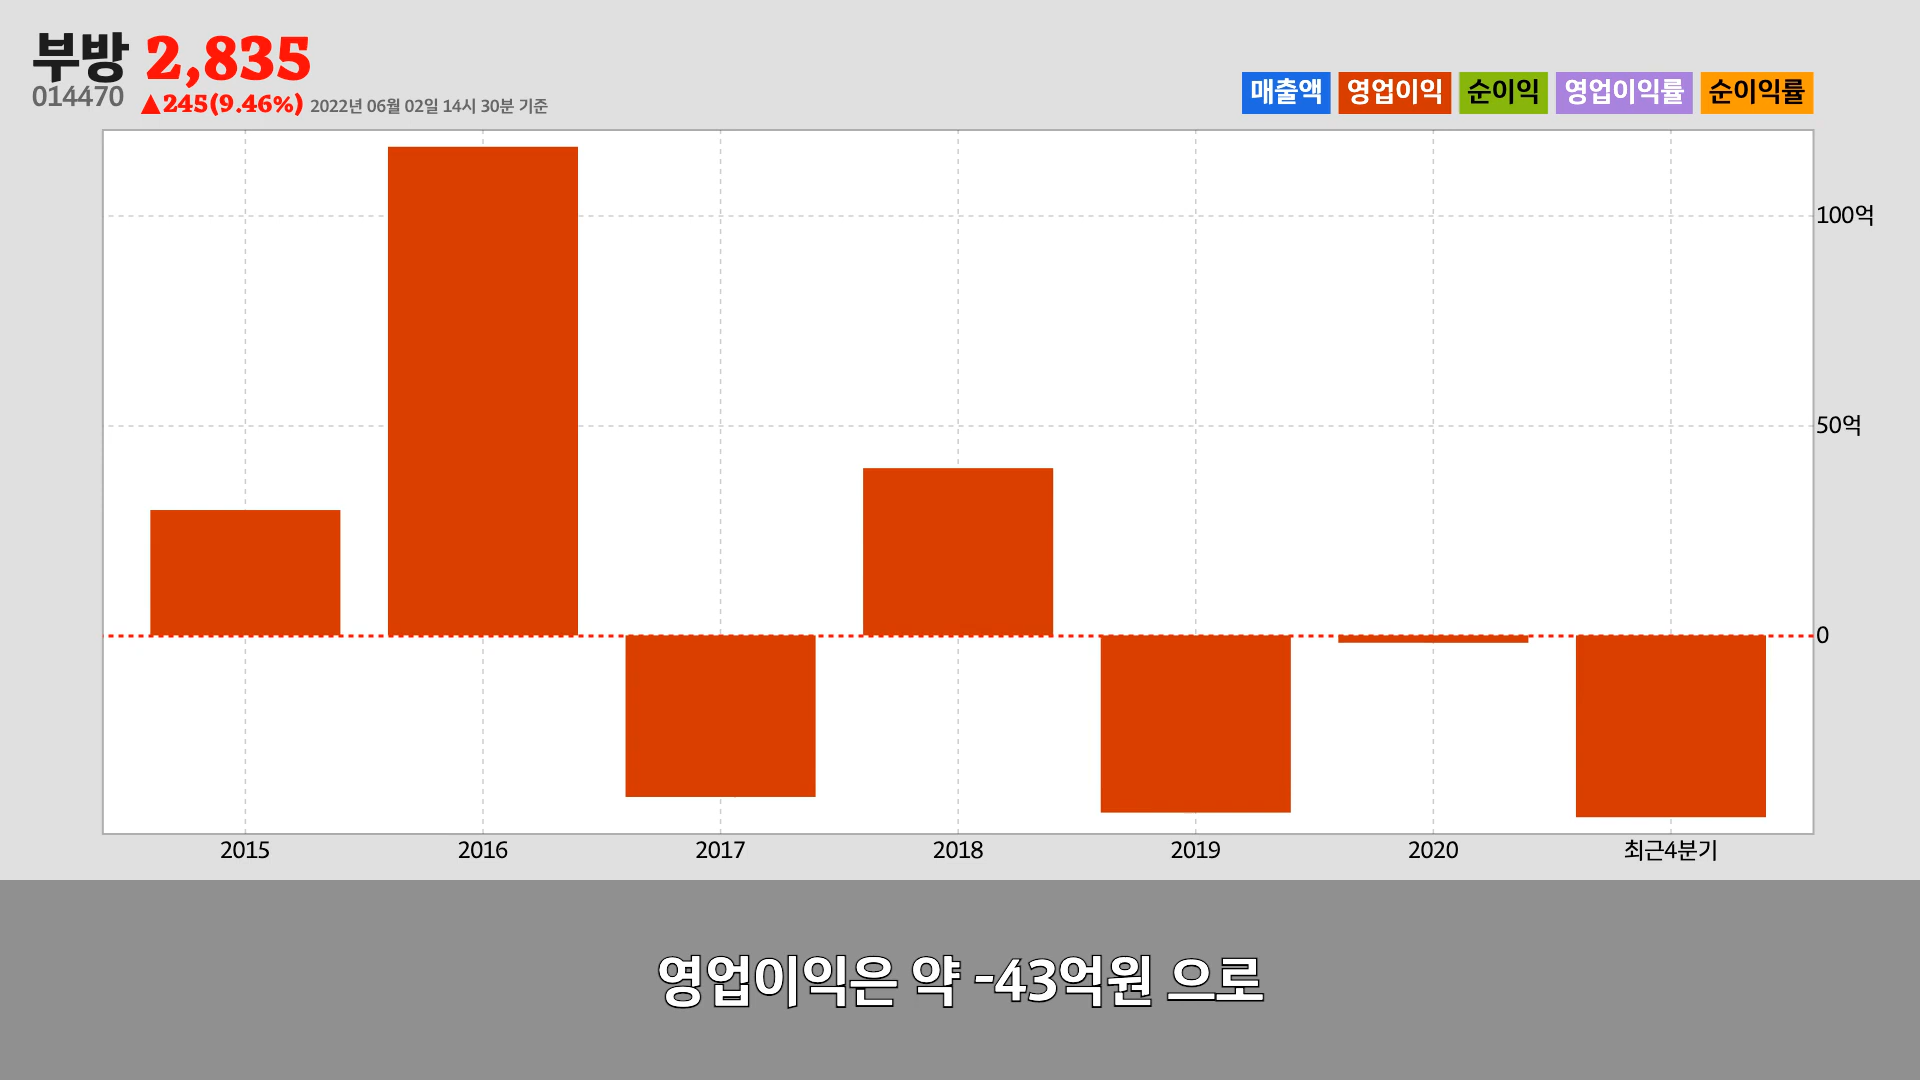 부방 2,835
014470 ▲245(9.46%) 2022년 06월 02일 14시 30분 기준
매출액 영업이익 순이익 영업이익률 순이익률
100억
50억
0
2015 2016 2017 2018 2019 2020 최근4분기
영업이익은 약 -43억원 으로